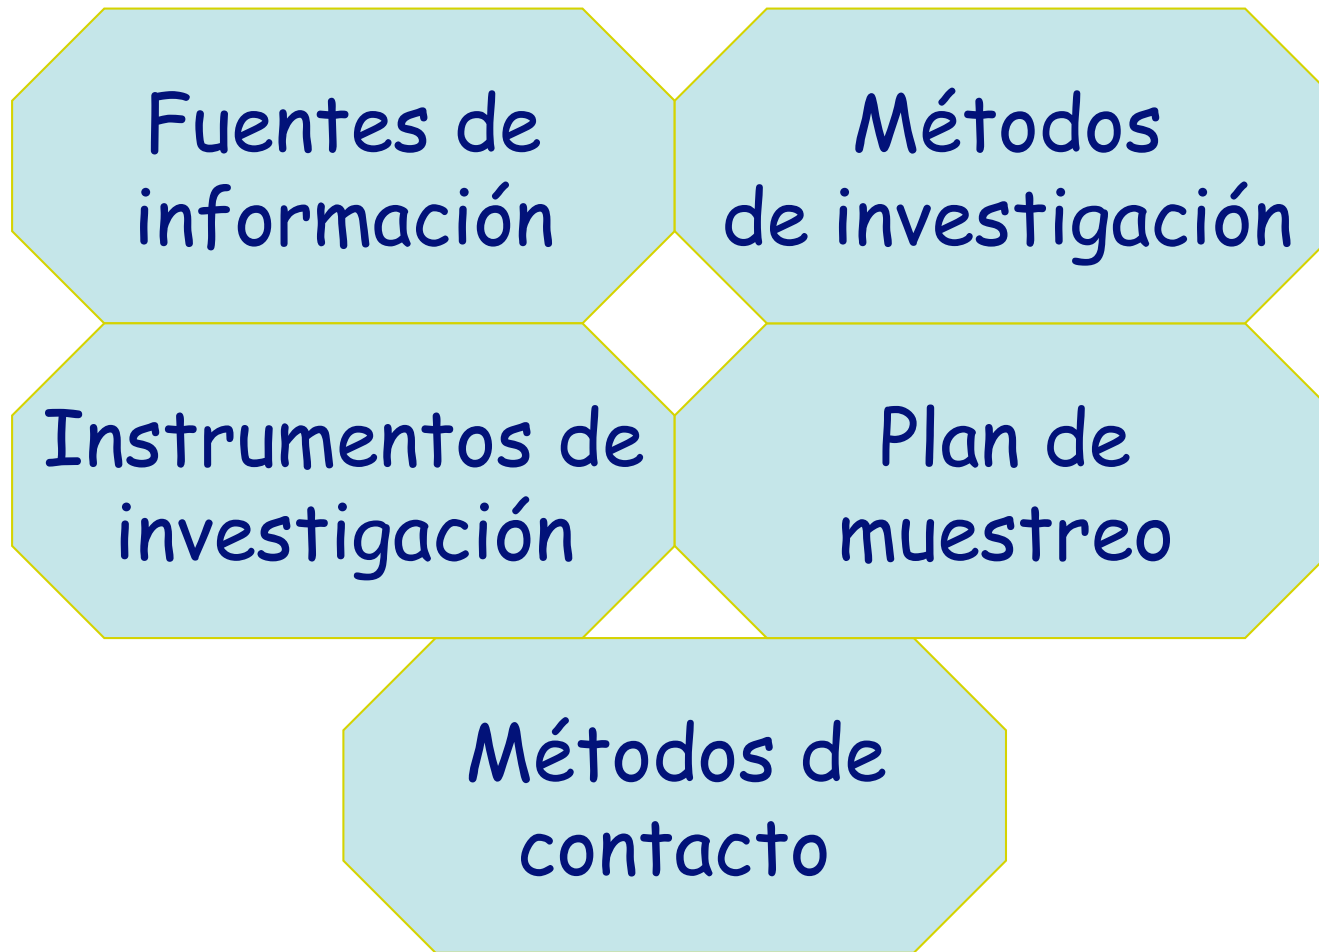 Fuentes de
información
Métodos
de investigación
Instrumentos de
investigación
Plan de
muestreo
Métodos de
contacto